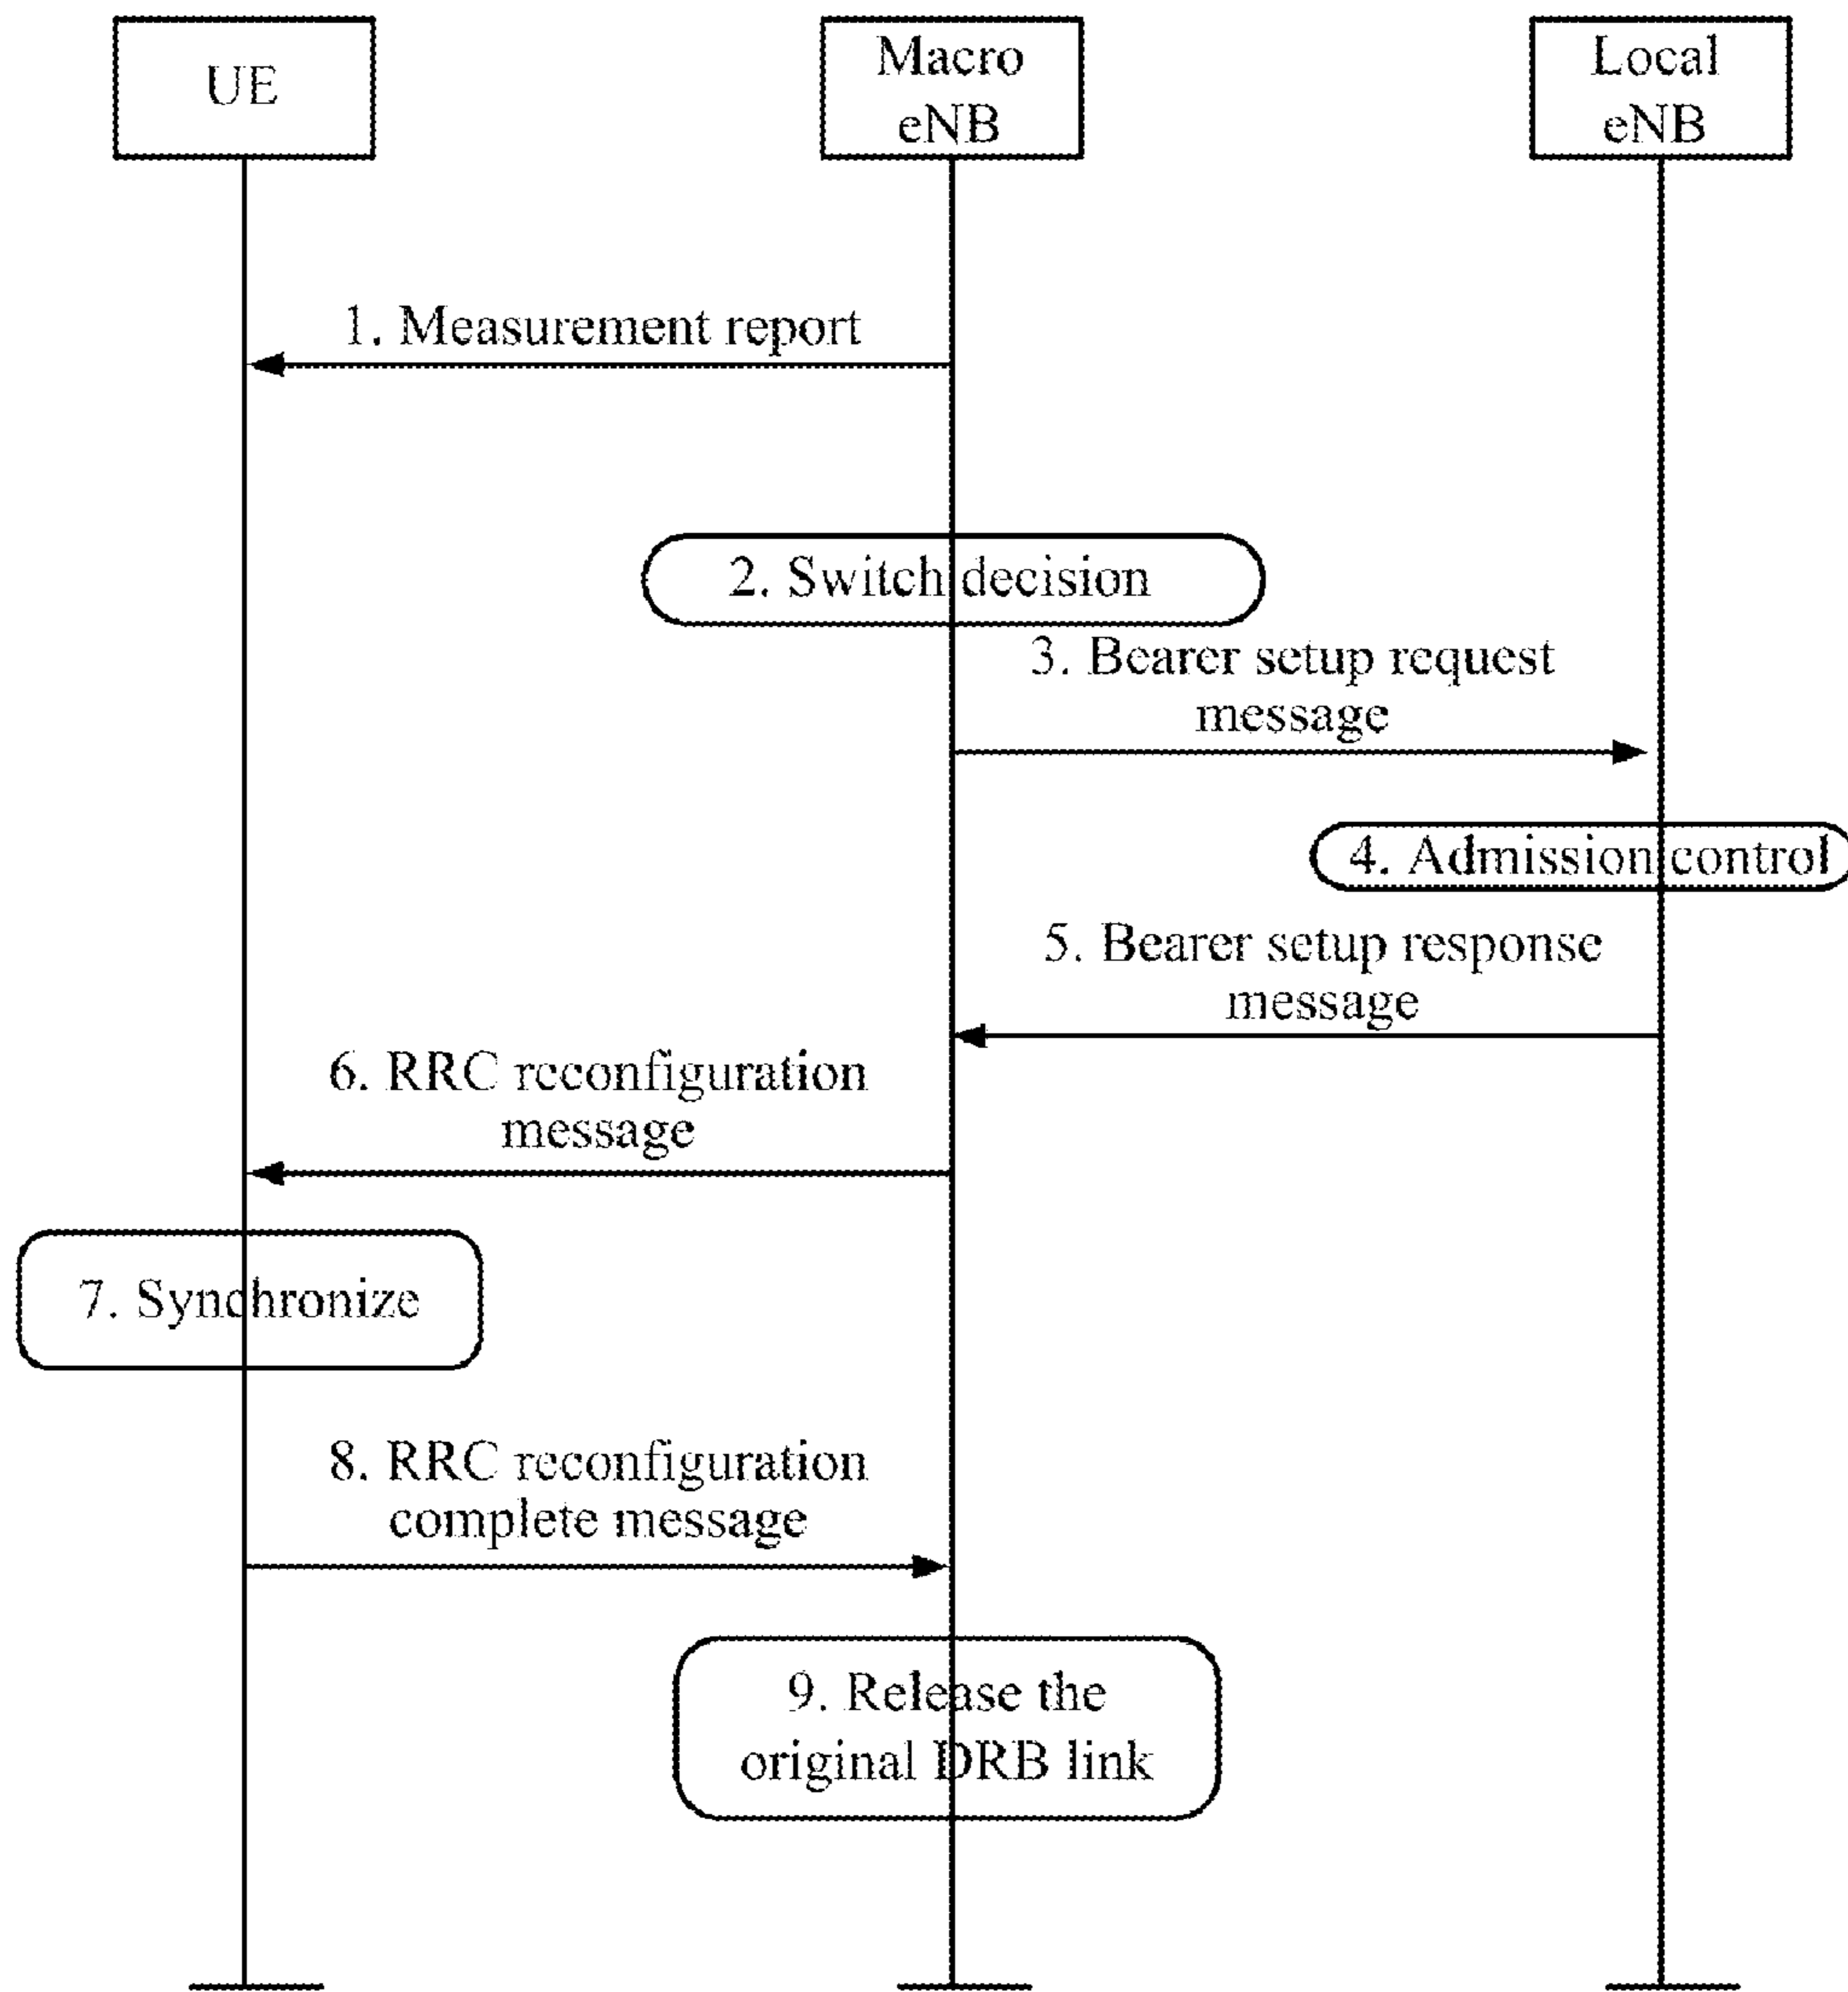 UE
Macro
eNB
Local
eNB
1. Measurement report
2. Switch decision
3. Bearer setup request
message
4. Admission control
5. Bearer setup response
message
6. RRC reconfiguration
message
7. Synchronize
8. RRC reconfiguration
complete message
9. Release the
original DRB link